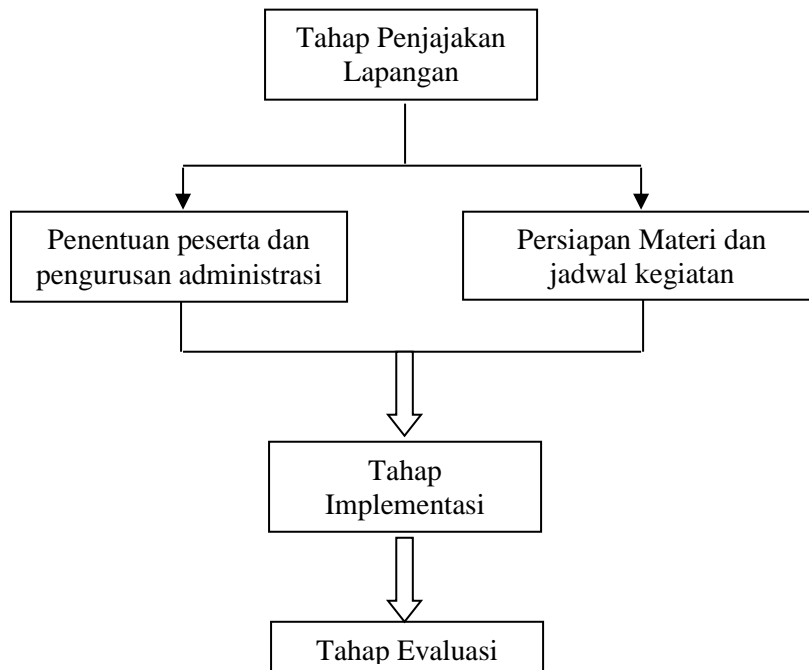 Tahap Penjajakan
Lapangan
Penentuan peserta dan
pengurusan administrasi
Persiapan Materi dan
jadwal kegiatan
Tahap
Implementasi
Tahap Evaluasi